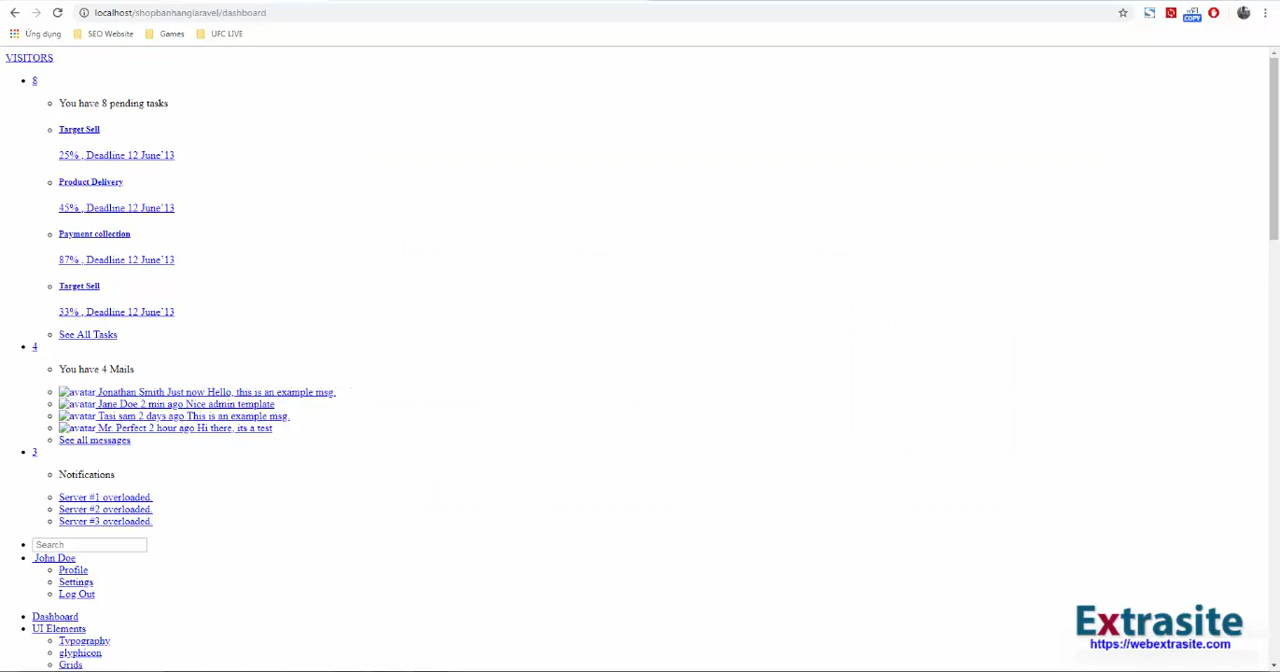 localhost/shopbanhanglaravel/dashboard
COPY
Ứng dụng SEO Website Games UFC LIVE
VISITORS
8
You have 8 pending tasks
Target Sell
25% , Deadline 12 June'13
Product Delivery
45% , Deadline 12 June'13
Payment collection
87% , Deadline 12 June'13
Target Sell
33% , Deadline 12 June'13
See All Tasks
4
You have 4 Mails
avatar Jonathan Smith Just now Hello, this is an example msg.
avatar Jane Doe 2 min ago Nice admin template
avatar Tasi sam 2 days ago This is an example msg.
avatar Mr. Perfect 2 hour ago Hi there, its a test
See all messages
3
Notifications
Server #1 overloaded.
Server #2 overloaded.
Server #3 overloaded.
Search
John Doe
Profile
Settings
Log Out
Dashboard
UI Elements
Typography
glyphicon
Grids
Extrasite
https://webextrasite.com